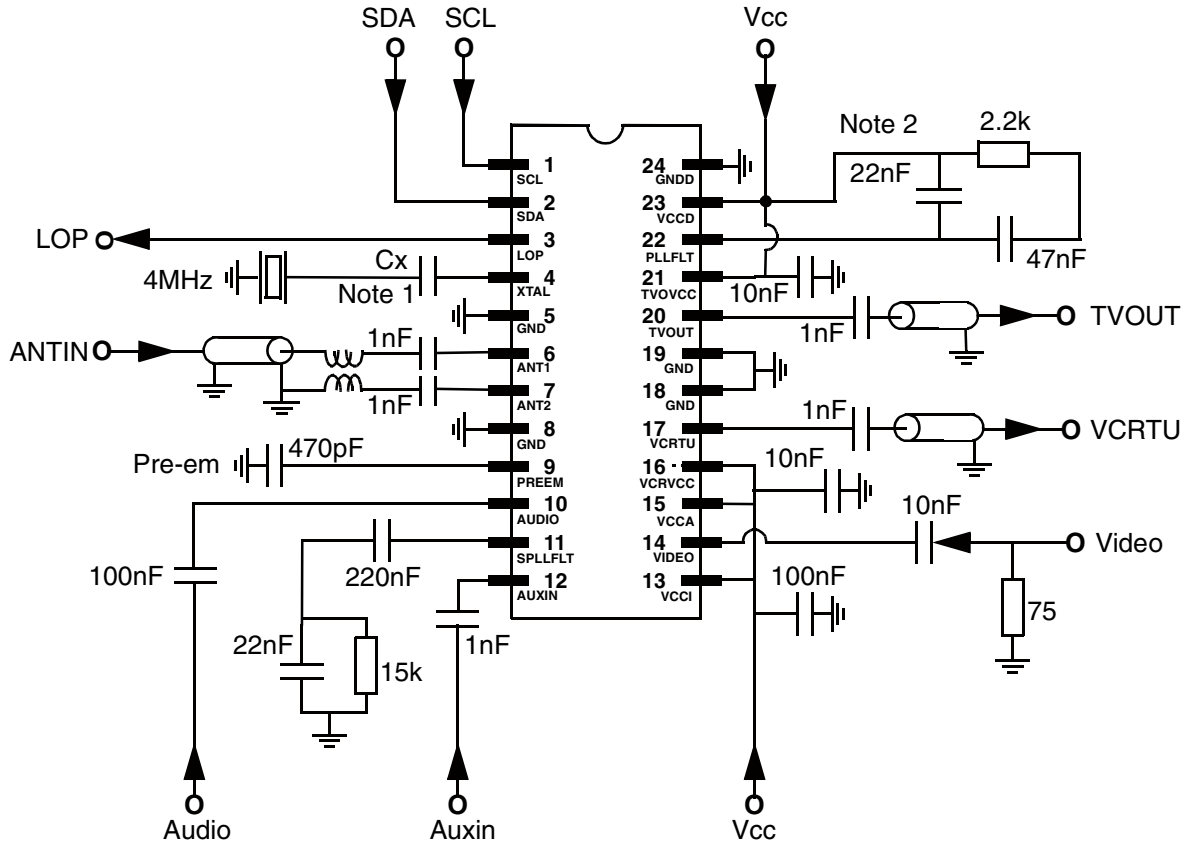 SDA SCL Vcc
Note 2 2.2k
22nF
47nF
1 SCL
2 SDA
3 LOP
4 XTAL
5 GND
6 ANT1
7 ANT2
8 GND
9 PREEM
10 AUDIO
11 SPLLFLT
12 AUXIN
24 GNDD
23 VCCD
22 PLLFLT
21 TVOVCC
20 TVOUT
19 GND
18 GND
17 VCRTU
16 VCRVCC
15 VCCA
14 VIDEO
13 VCCI
LOP
4MHz
Cx
Note 1
ANTIN
1nF
1nF
Pre-em
470pF
100nF
220nF
22nF
15k
1nF
10nF
1nF
TVOUT
1nF
VCRTU
10nF
10nF
Video
100nF
75
Audio Auxin Vcc